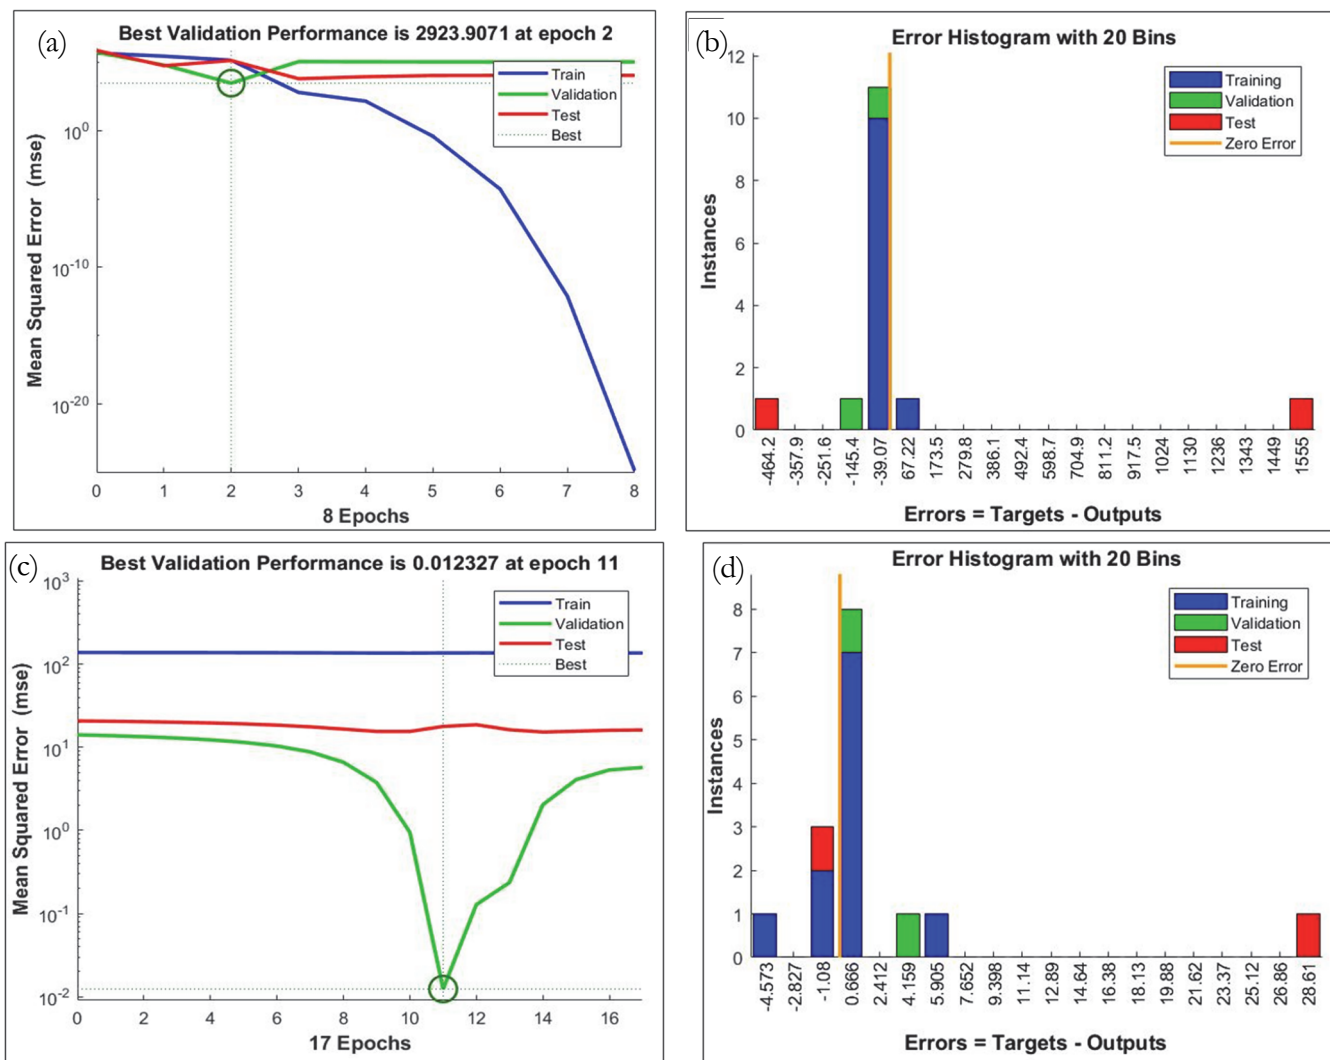 (a)
Best Validation Performance is 2923.9071 at epoch 2
Train
Validation
Test
Best
10^0
10^-10
10^-20
Mean Squared Error (mse)
0 1 2 3 4 5 6 7 8
8 Epochs
(b)
Error Histogram with 20 Bins
Training
Validation
Test
Zero Error
12
10
8
6
4
2
0
Instances
-464.2 -357.9 -251.6 -145.4 -39.07 67.22 173.5 279.8 386.1 492.4 598.7 704.9 811.2 917.5 1024 1130 1236 1343 1449 1555
Errors = Targets - Outputs
(c)
Best Validation Performance is 0.012327 at epoch 11
Train
Validation
Test
Best
10^3
10^2
10^1
10^0
10^-1
10^-2
Mean Squared Error (mse)
0 2 4 6 8 10 12 14 16
17 Epochs
(d)
Error Histogram with 20 Bins
Training
Validation
Test
Zero Error
8
7
6
5
4
3
2
1
0
Instances
-4.573 -2.827 -1.08 0.666 2.412 4.159 5.905 7.652 9.398 11.14 12.89 14.64 16.38 18.13 19.88 21.62 23.37 25.12 26.86 28.61
Errors = Targets - Outputs